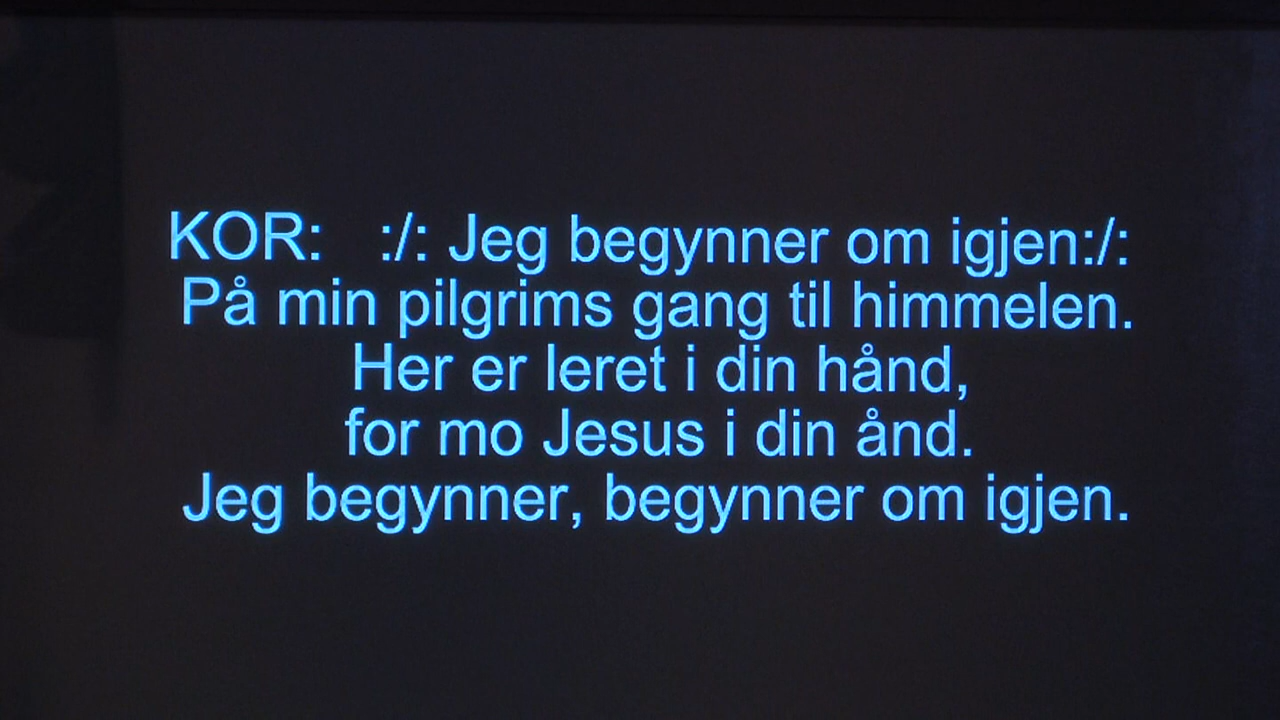 KOR: :/: Jeg begynner om igjen:/:
På min pilgrims gang til himmelen.
Her er leret i din hånd,
for mo Jesus i din ånd.
Jeg begynner, begynner om igjen.